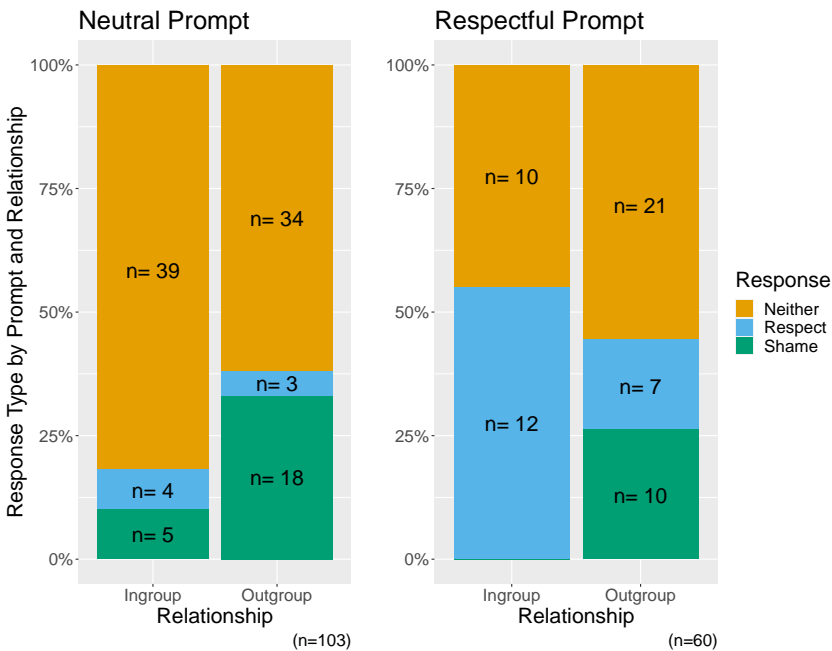 Neutral Prompt
Respectful Prompt
Response Type by Prompt and Relationship
100%
75%
50%
25%
0%
n= 39
n= 34
n= 4
n= 3
n= 5
n= 18
Ingroup
Outgroup
Relationship
(n=103)
100%
75%
50%
25%
0%
n= 10
n= 21
n= 12
n= 7
n= 10
Ingroup
Outgroup
Relationship
(n=60)
Response
Neither
Respect
Shame